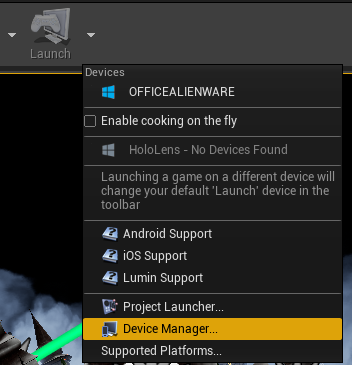 Launch
Devices
OFFICEALIENWARE
Enable cooking on the fly
HoloLens - No Devices Found
Launching a game on a different device will
change your default 'Launch' device in the
toolbar
Android Support
iOS Support
Lumin Support
Project Launcher...
Device Manager...
Supported Platforms...